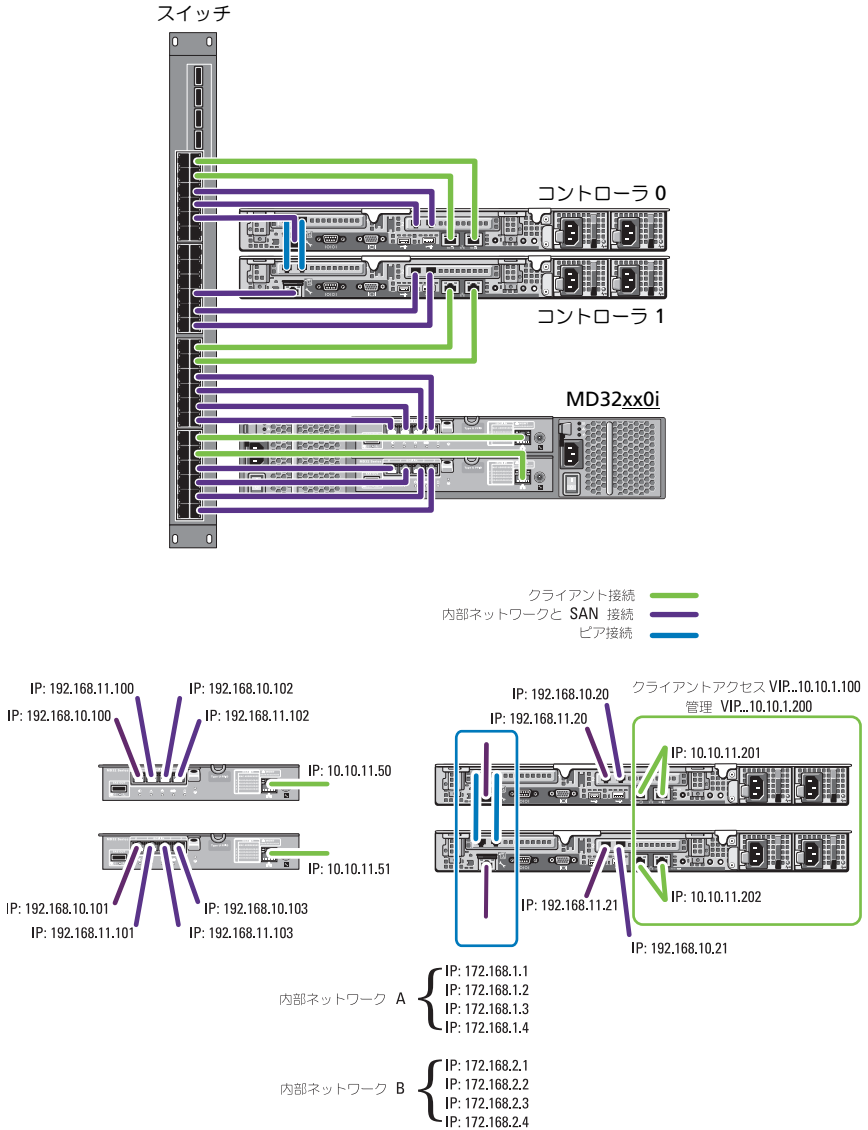 スイッチ
コントローラ 0
コントローラ 1
MD32xx0i
クライアント接続
内部ネットワークと SAN 接続
ピア接続
IP: 192.168.11.100
IP: 192.168.10.102
IP: 192.168.10.100
IP: 192.168.11.102
IP: 10.10.11.50
IP: 10.10.11.51
IP: 192.168.10.101
IP: 192.168.10.103
IP: 192.168.11.101
IP: 192.168.11.103
クライアントアクセス VIP...10.10.1.100
管理 VIP...10.10.1.200
IP: 192.168.10.20
IP: 192.168.11.20
IP: 10.10.11.201
IP: 10.10.11.202
IP: 192.168.11.21
IP: 192.168.10.21
内部ネットワーク A
IP: 172.168.1.1
IP: 172.168.1.2
IP: 172.168.1.3
IP: 172.168.1.4
内部ネットワーク B
IP: 172.168.2.1
IP: 172.168.2.2
IP: 172.168.2.3
IP: 172.168.2.4